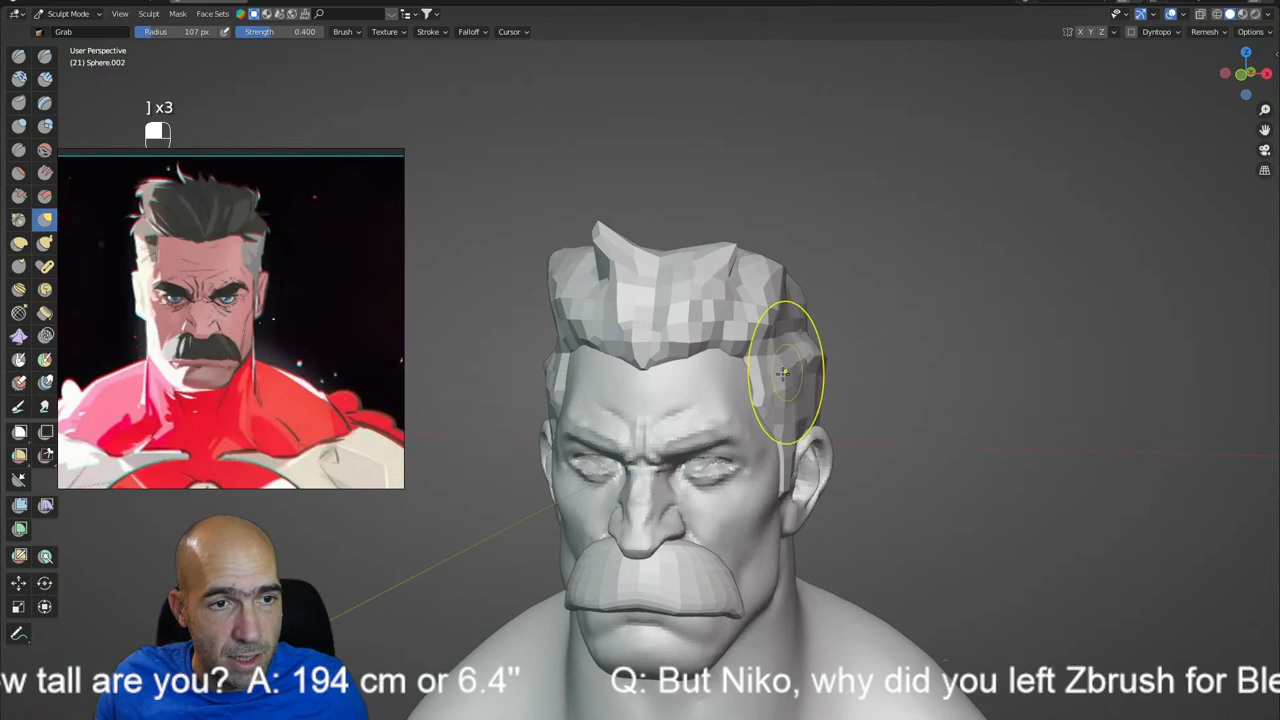 Sculpt Mode View Sculpt Mask Face Sets
Grab Radius 107 px Strength 0.400 Brush Texture Stroke Falloff Cursor X Y Z Dyntopo Remesh Options
User Perspective
(21) Sphere.002
] x3
Z
ow tall are you? A: 194 cm or 6.4" Q: But Niko, why did you left Zbrush for Ble